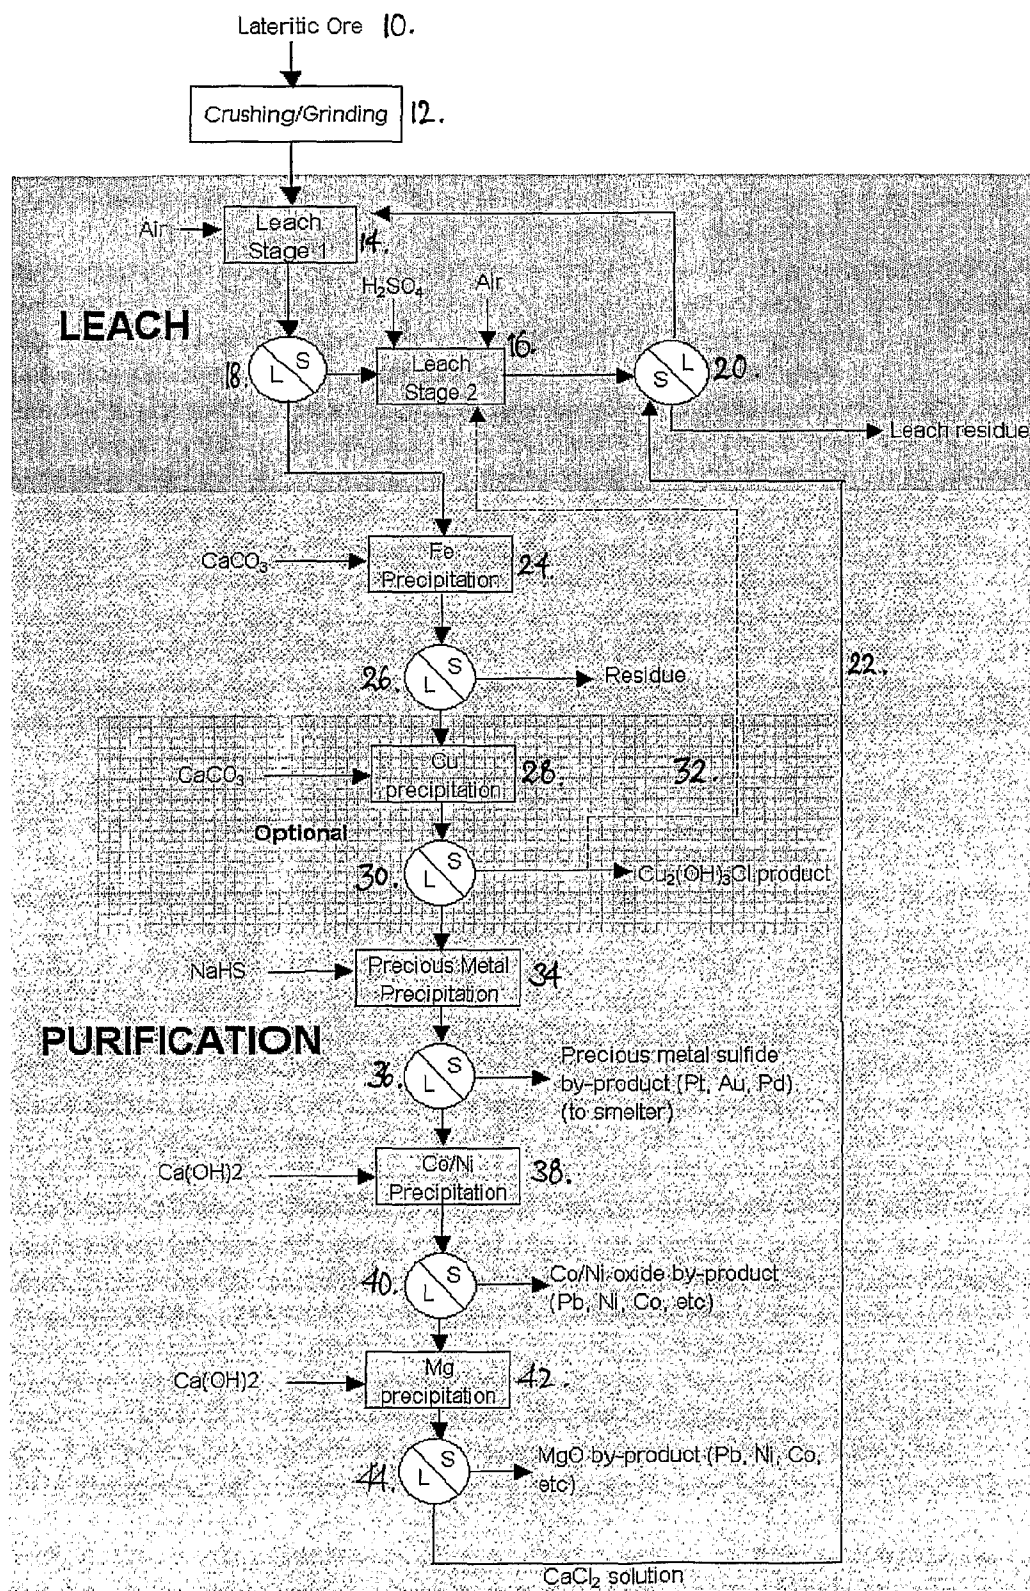 Lateritic Ore 10.
Crushing/Grinding 12.
Air
Leach
Stage 1
14.
H₂SO₄
Air
LEACH
18.
S
L
Leach
Stage 2
16.
L
S
20.
Leach residue
CaCO₃
Fe
Precipitation
24.
26.
S
L
Residue
22.
CaCO₃
Cu
precipitation
28.
32.
Optional
30.
S
L
Cu₂(OH)₃Cl product
NaHS
Precious Metal
Precipitation
34
PURIFICATION
36.
S
L
Precious metal sulfide
by-product (Pt, Au, Pd)
(to smelter)
Ca(OH)2
Co/Ni
Precipitation
38.
40.
S
L
Co/Ni oxide by-product
(Pb, Ni, Co, etc)
Ca(OH)2
Mg
precipitation
42.
44.
S
L
MgO by-product (Pb, Ni, Co,
etc)
CaCl₂ solution